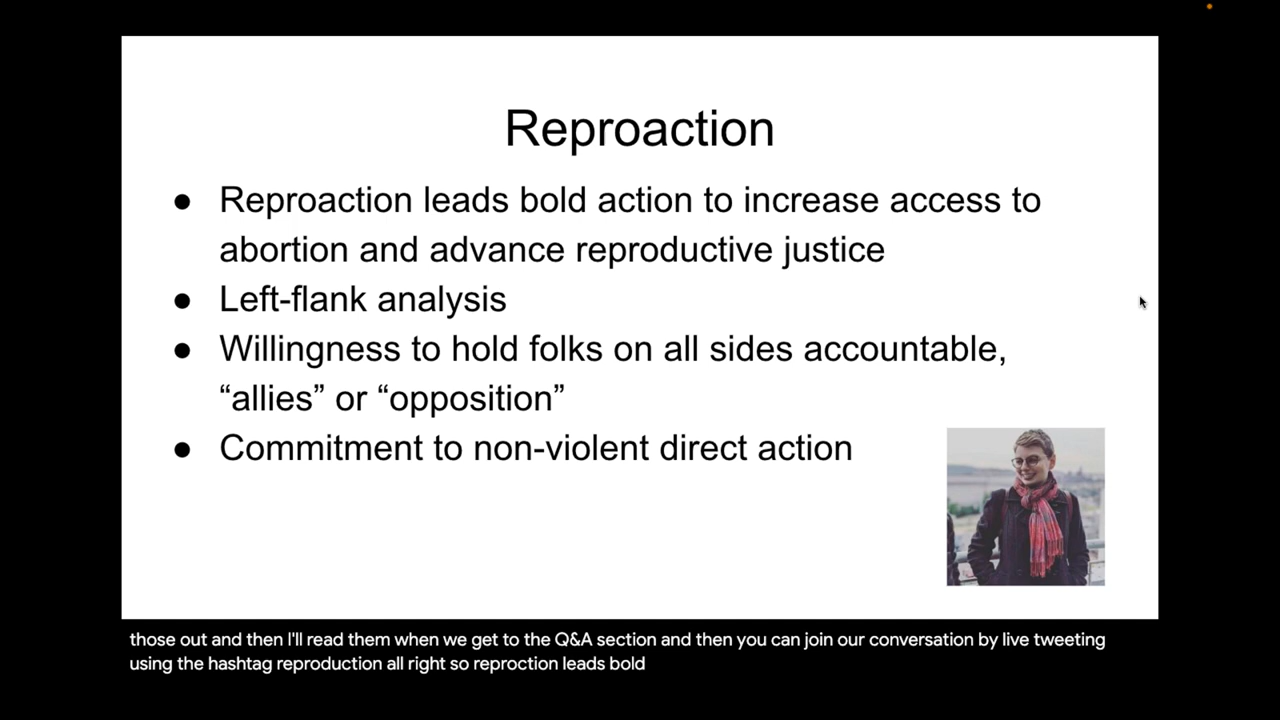 Reproaction
● Reproaction leads bold action to increase access to
abortion and advance reproductive justice
● Left-flank analysis
● Willingness to hold folks on all sides accountable,
“allies” or “opposition”
● Commitment to non-violent direct action
those out and then I'll read them when we get to the Q&A section and then you can join our conversation by live tweeting
using the hashtag reproduction all right so reproction leads bold